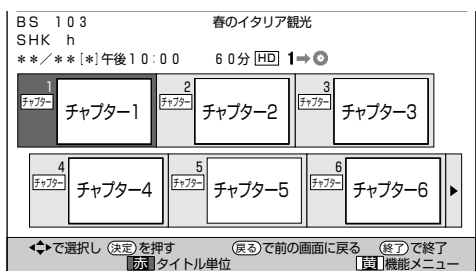 BS 103 春のイタリア観光
SHK h
**/**[*]午後10:00 60分 HD 1➡◎
1 2 3
チャプター チャプター1 チャプター チャプター2 チャプター チャプター3
4 5 6
チャプター チャプター4 チャプター チャプター5 チャプター チャプター6
で選択し 決定を押す 戻るで前の画面に戻る 終了で終了
赤 タイトル単位 黄 機能メニュー